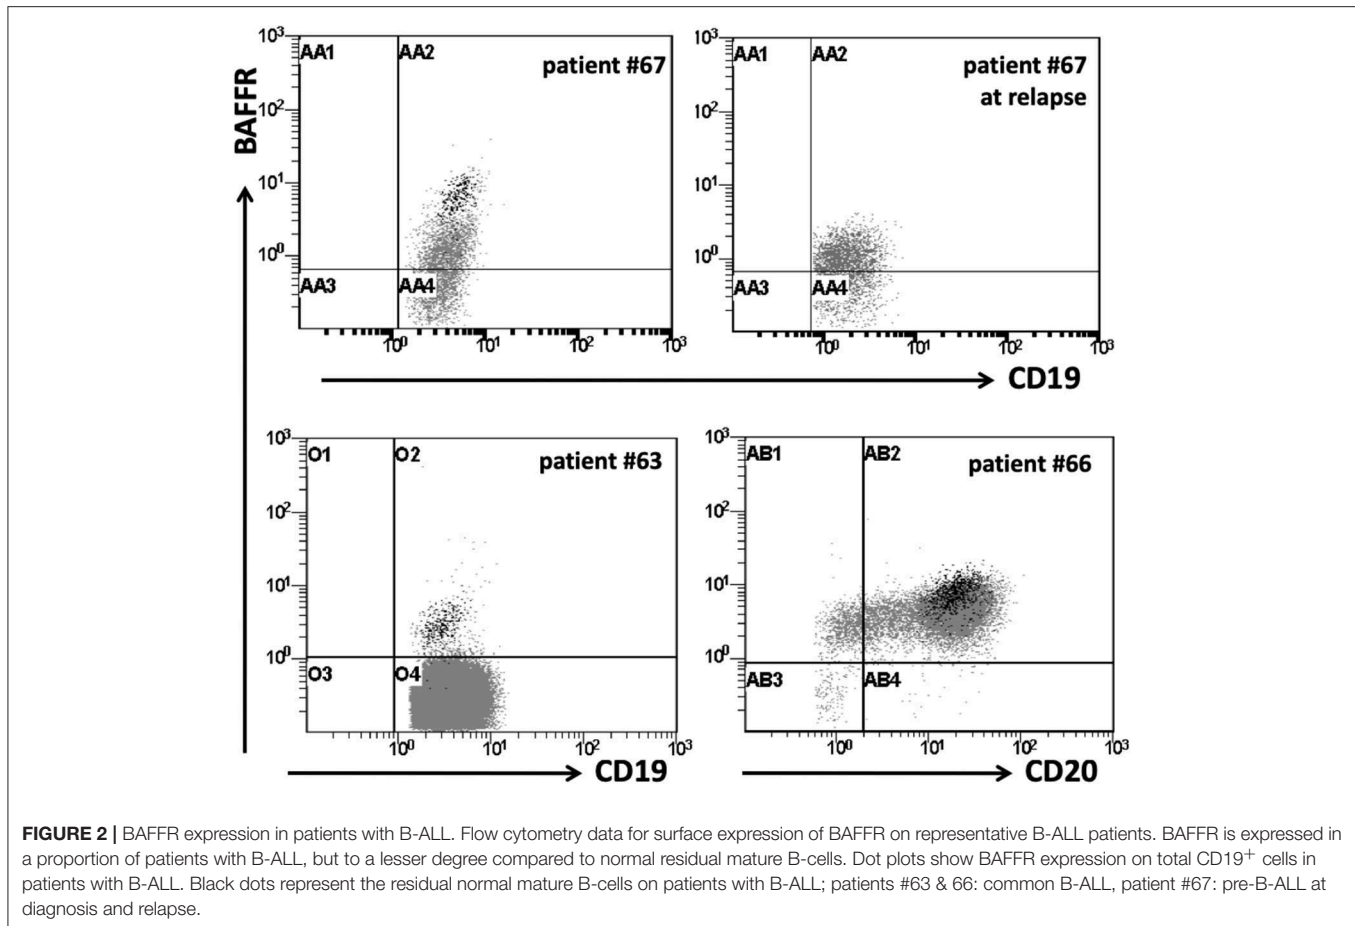 BAFFR
10³
AA1
AA2
patient #67
10²
10¹
10⁰
AA3
AA4
10⁰
10¹
10²
10³
10³
AA1
AA2
patient #67
at relapse
10²
10¹
10⁰
AA3
AA4
10⁰
10¹
10²
10³
CD19
10³
O1
O2
patient #63
10²
10¹
10⁰
O3
O4
10⁰
10¹
10²
10³
CD19
10³
AB1
AB2
patient #66
10²
10¹
10⁰
AB3
AB4
10⁰
10¹
10²
10³
CD20
FIGURE 2 | BAFFR expression in patients with B-ALL. Flow cytometry data for surface expression of BAFFR on representative B-ALL patients. BAFFR is expressed in
a proportion of patients with B-ALL, but to a lesser degree compared to normal residual mature B-cells. Dot plots show BAFFR expression on total CD19⁺ cells in
patients with B-ALL. Black dots represent the residual normal mature B-cells on patients with B-ALL; patients #63 & 66: common B-ALL, patient #67: pre-B-ALL at
diagnosis and relapse.